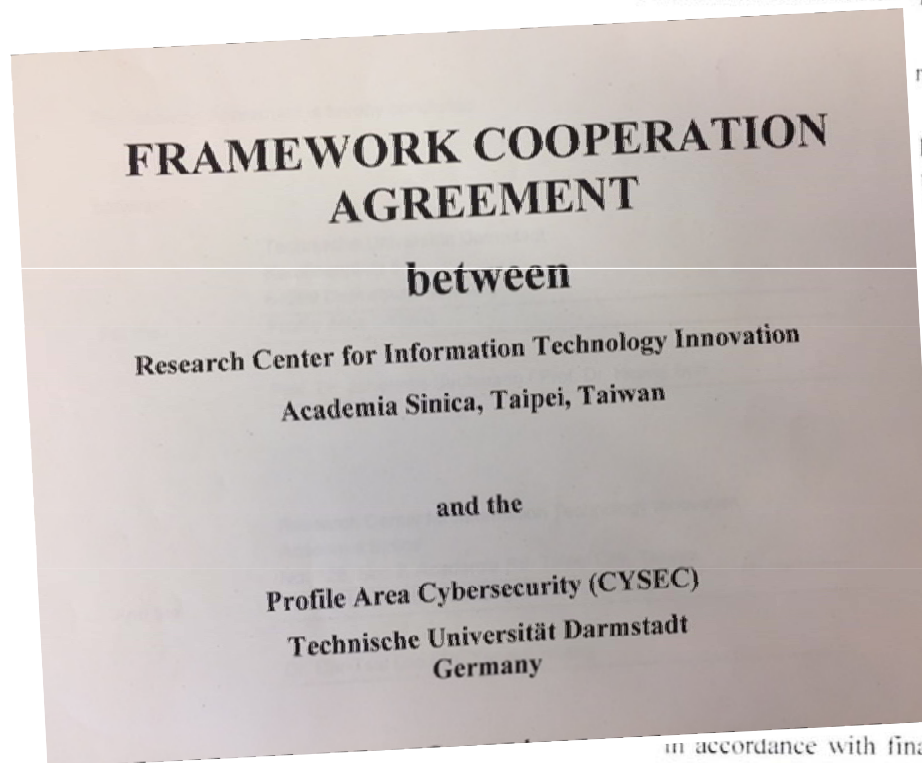 FRAMEWORK COOPERATION
AGREEMENT
between
Research Center for Information Technology Innovation
Academia Sinica, Taipei, Taiwan
and the
Profile Area Cybersecurity (CYSEC)
Technische Universität Darmstadt
Germany
in accordance with